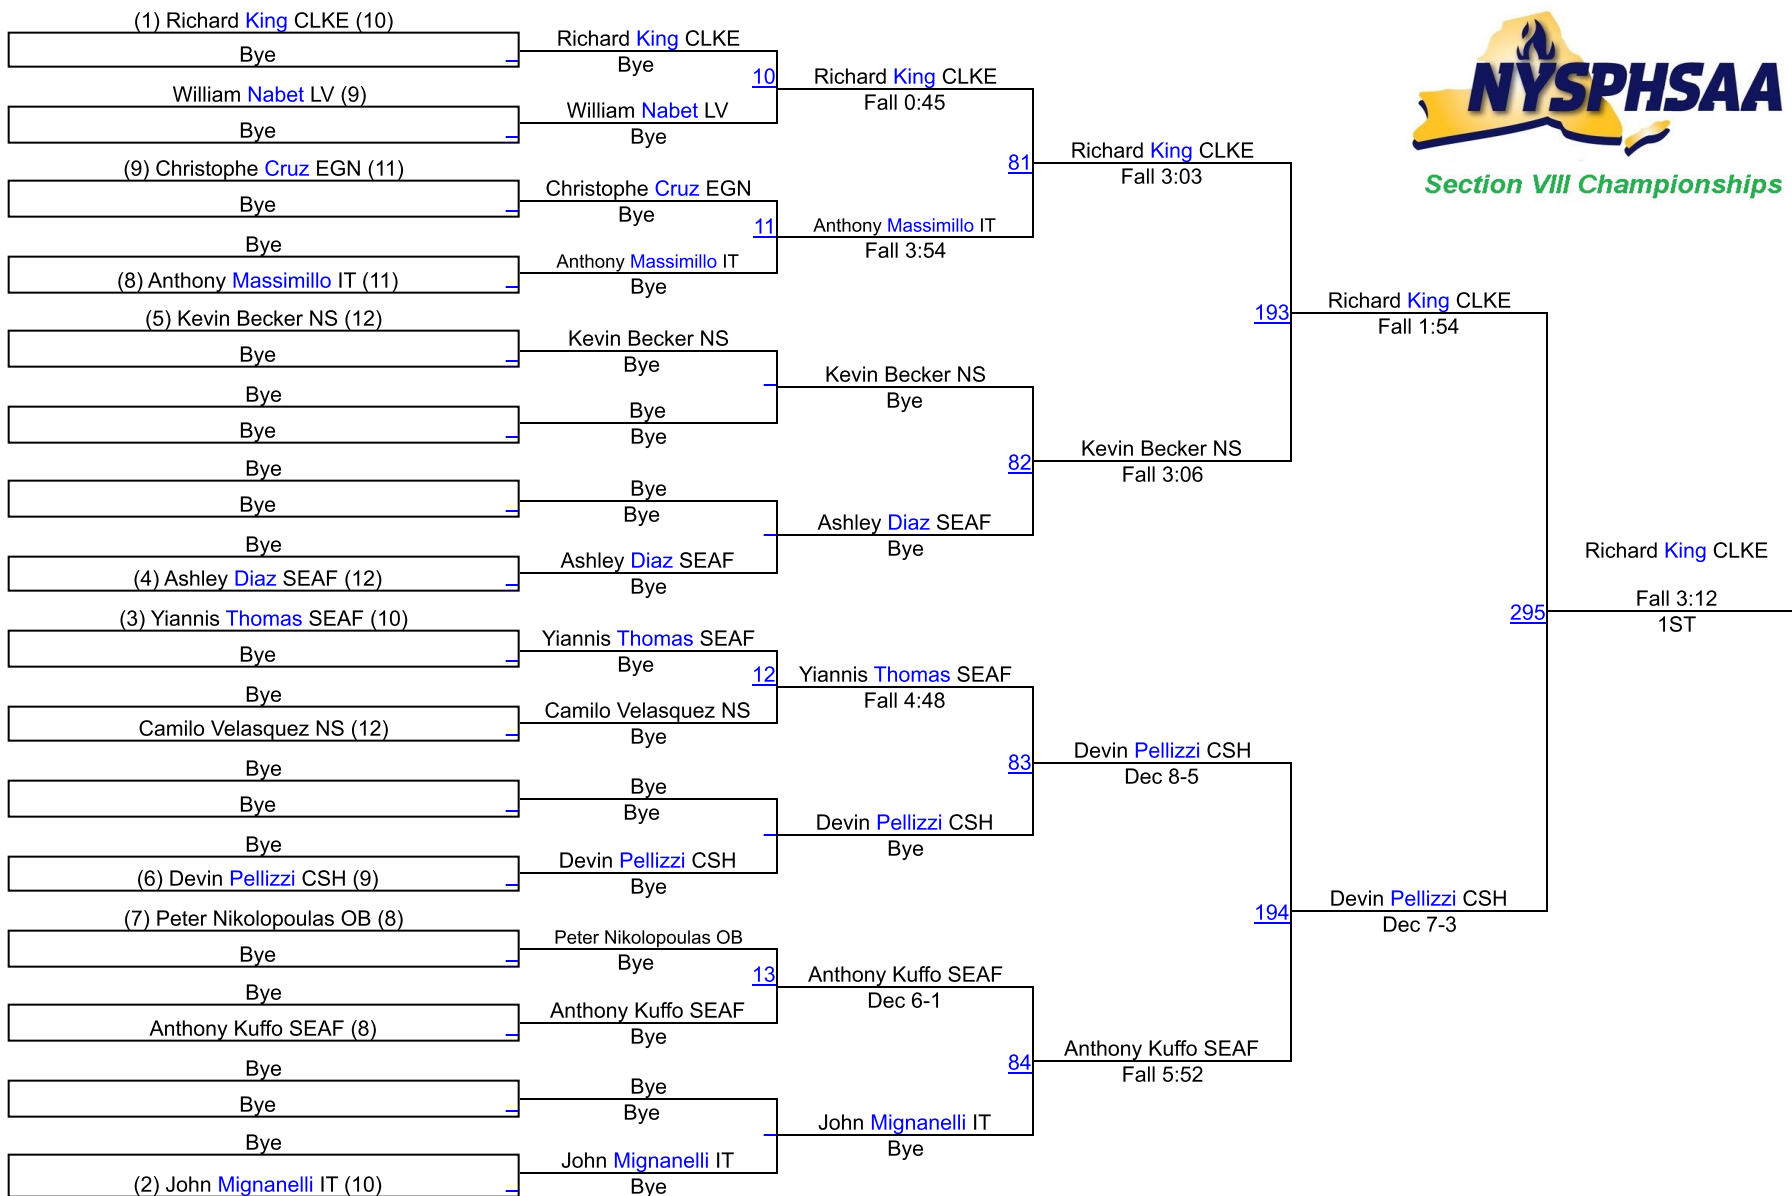 (1) Richard King CLKE (10)
Bye
William Nabet LV (9)
Bye
(9) Christophe Cruz EGN (11)
Bye
Bye
(8) Anthony Massimillo IT (11)
(5) Kevin Becker NS (12)
Bye
Bye
Bye
Bye
Bye
Bye
(4) Ashley Diaz SEAF (12)
(3) Yiannis Thomas SEAF (10)
Bye
Bye
Camilo Velasquez NS (12)
Bye
Bye
Bye
(6) Devin Pellizzi CSH (9)
(7) Peter Nikolopoulas OB (8)
Bye
Bye
Anthony Kuffo SEAF (8)
Bye
Bye
Bye
(2) John Mignanelli IT (10)
Richard King CLKE
Bye
10
William Nabet LV
Bye
Christophe Cruz EGN
Bye
11
Anthony Massimillo IT
Bye
Kevin Becker NS
Bye
Bye
Bye
Bye
Bye
Ashley Diaz SEAF
Bye
Yiannis Thomas SEAF
Bye
12
Camilo Velasquez NS
Bye
Bye
Bye
Devin Pellizzi CSH
Bye
Peter Nikolopoulas OB
Bye
13
Anthony Kuffo SEAF
Bye
Bye
Bye
John Mignanelli IT
Bye
Richard King CLKE
Fall 0:45
81
Anthony Massimillo IT
Fall 3:54
Kevin Becker NS
Bye
82
Ashley Diaz SEAF
Bye
Yiannis Thomas SEAF
Fall 4:48
83
Devin Pellizzi CSH
Bye
Anthony Kuffo SEAF
Dec 6-1
84
John Mignanelli IT
Bye
Richard King CLKE
Fall 3:03
193
Kevin Becker NS
Fall 3:06
Devin Pellizzi CSH
Dec 8-5
194
Anthony Kuffo SEAF
Fall 5:52
Richard King CLKE
Fall 1:54
295
Devin Pellizzi CSH
Dec 7-3
Richard King CLKE
Fall 3:12
1ST
NYSPHSAA
Section VIII Championships